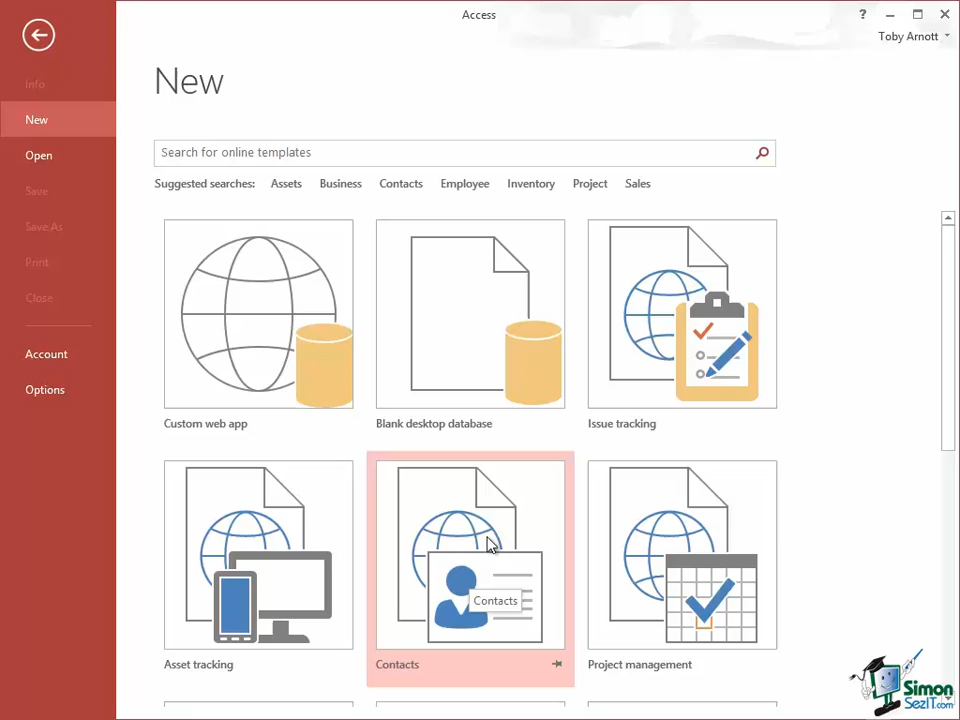 Access
?
Toby Arnott
Info
New
Open
Save
Save As
Print
Close
Account
Options
New
Search for online templates
Suggested searches: Assets Business Contacts Employee Inventory Project Sales
Custom web app
Blank desktop database
Issue tracking
Contacts
Asset tracking
Contacts
Project management
Simon
SezIT.com